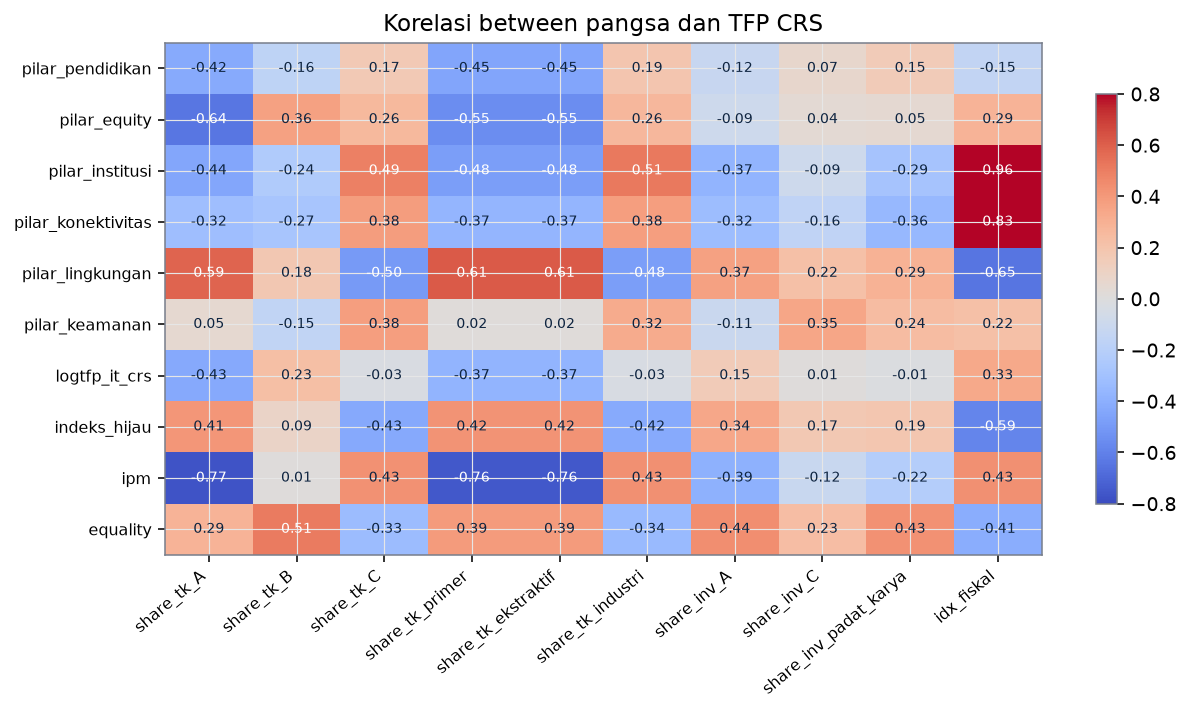 Korelasi between pangsa dan TFP CRS
pilar_pendidikan -0.42 -0.16 0.17 -0.45 -0.45 0.19 -0.12 0.07 0.15 -0.15
pilar_equity -0.64 0.36 0.26 -0.55 -0.55 0.26 -0.09 0.04 0.05 0.29
pilar_institusi -0.44 -0.24 0.49 -0.48 -0.48 0.51 -0.37 -0.09 -0.29 0.96
pilar_konektivitas -0.32 -0.27 0.38 -0.37 -0.37 0.38 -0.32 -0.16 -0.36 0.83
pilar_lingkungan 0.59 0.18 -0.50 0.61 0.61 -0.48 0.37 0.22 0.29 -0.65
pilar_keamanan 0.05 -0.15 0.38 0.02 0.02 0.32 -0.11 0.35 0.24 0.22
logtfp_it_crs -0.43 0.23 -0.03 -0.37 -0.37 -0.03 0.15 0.01 -0.01 0.33
indeks_hijau 0.41 0.09 -0.43 0.42 0.42 -0.42 0.34 0.17 0.19 -0.59
ipm -0.77 0.01 0.43 -0.76 -0.76 0.43 -0.39 -0.12 -0.22 0.43
equality 0.29 0.51 -0.33 0.39 0.39 -0.34 0.44 0.23 0.43 -0.41
share_tk_A
share_tk_B
share_tk_C
share_tk_primer
share_tk_ekstraktif
share_tk_industri
share_inv_A
share_inv_C
share_inv_padat_karya
idx_fiskal
0.8
0.6
0.4
0.2
0.0
−0.2
−0.4
−0.6
−0.8